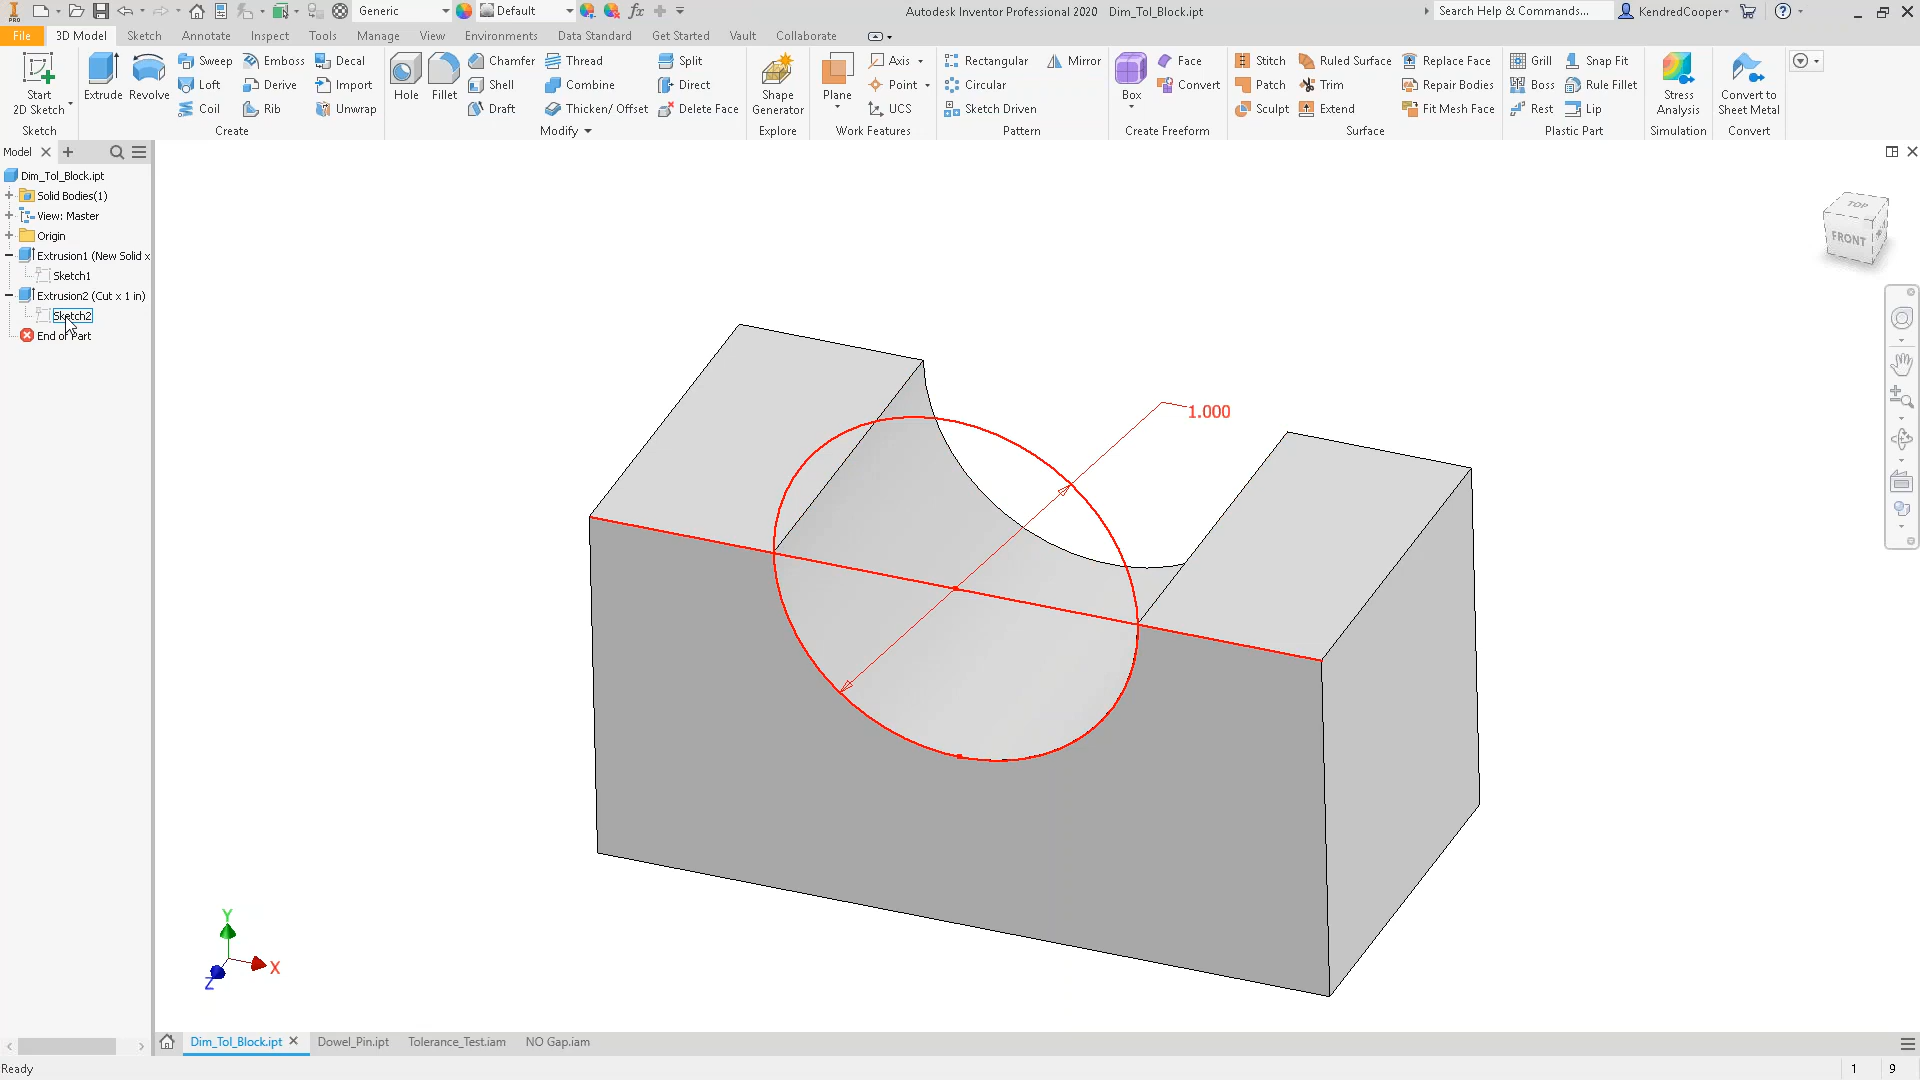 Generic
Default
fx
Autodesk Inventor Professional 2020 Dim_Tol_Block.ipt
Search Help & Commands...
KendredCooper
File
3D Model
Sketch
Annotate
Inspect
Tools
Manage
View
Environments
Data Standard
Get Started
Vault
Collaborate
PRO
Start
2D Sketch
Sketch
Extrude
Revolve
Sweep
Loft
Coil
Emboss
Derive
Rib
Decal
Import
Unwrap
Create
Hole
Fillet
Chamfer
Shell
Draft
Thread
Combine
Thicken/ Offset
Split
Direct
Delete Face
Modify
Shape
Generator
Explore
Plane
Axis
Point
UCS
Work Features
Rectangular
Circular
Sketch Driven
Mirror
Pattern
Box
Face
Convert
Create Freeform
Stitch
Patch
Sculpt
Ruled Surface
Trim
Extend
Replace Face
Repair Bodies
Fit Mesh Face
Surface
Grill
Boss
Rest
Snap Fit
Rule Fillet
Lip
Plastic Part
Stress
Analysis
Simulation
Convert to
Sheet Metal
Convert
Model
Dim_Tol_Block.ipt
Solid Bodies(1)
View: Master
Origin
Extrusion1 (New Solid x
Sketch1
Extrusion2 (Cut x 1 in)
Sketch2
End of Part
TOP
FRONT
1.000
Y
X
Z
Dim_Tol_Block.ipt
Dowel_Pin.ipt
Tolerance_Test.iam
NO Gap.iam
Ready
1
9